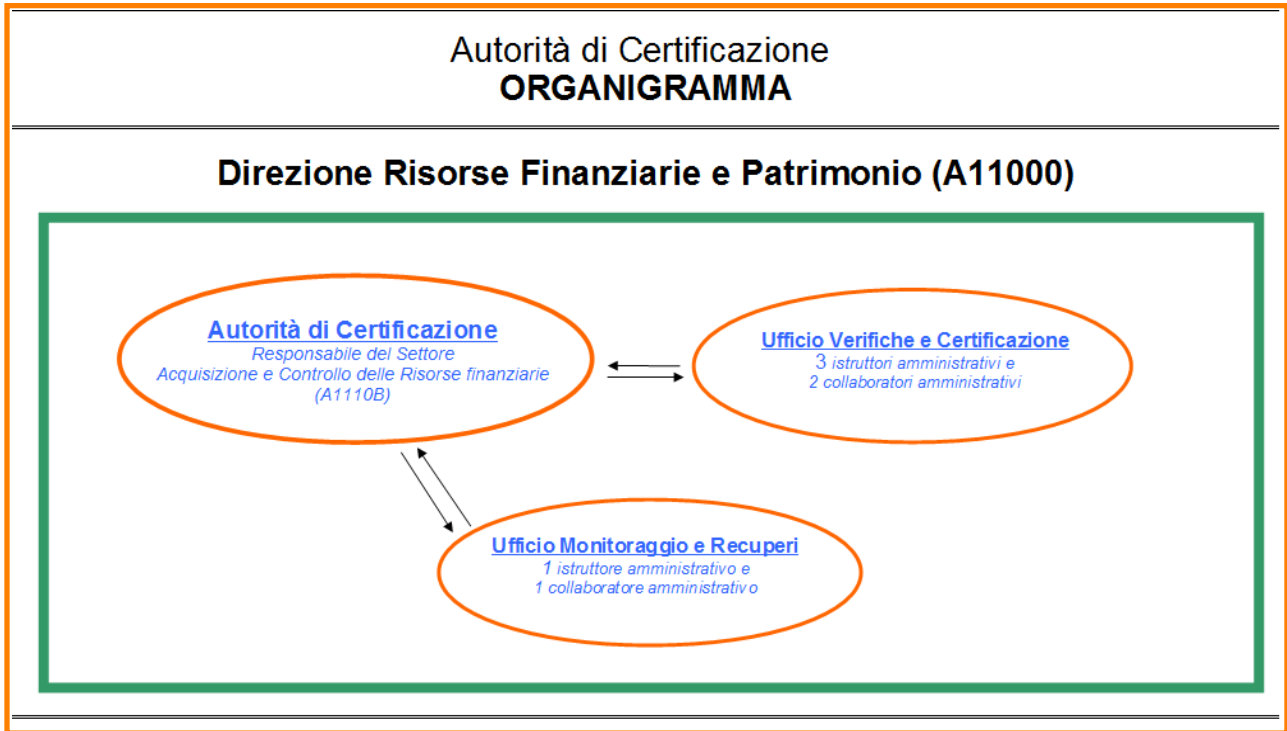 Autorità di Certificazione
ORGANIGRAMMA
Direzione Risorse Finanziarie e Patrimonio (A11000)
Autorità di Certificazione
Responsabile del Settore
Acquisizione e Controllo delle Risorse finanziarie
(A1110B)
Ufficio Verifiche e Certificazione
3 istruttori amministrativi e
2 collaboratori amministrativi
Ufficio Monitoraggio e Recuperi
1 istruttore amministrativo e
1 collaboratore amministrativo